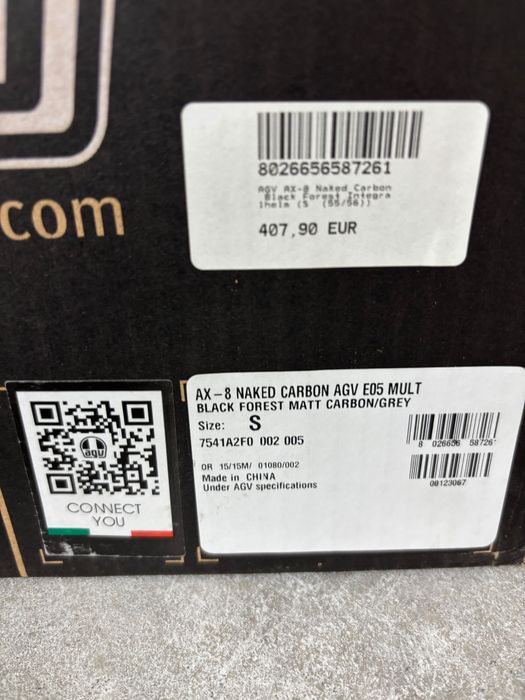 .com
8026656587261
AGV AX-8 Naked Carbon
Black Forest Integra
lhelm (S (55/56))
407,90 EUR
AX-8 NAKED CARBON AGV E05 MULT
BLACK FOREST MATT CARBON/GREY
Size: S
7541A2F0 002 005
8 026656 58726
OR 15/15M/ 01080/002
Made in CHINA
Under AGV specifications
00123067
agv
CONNECT
YOU